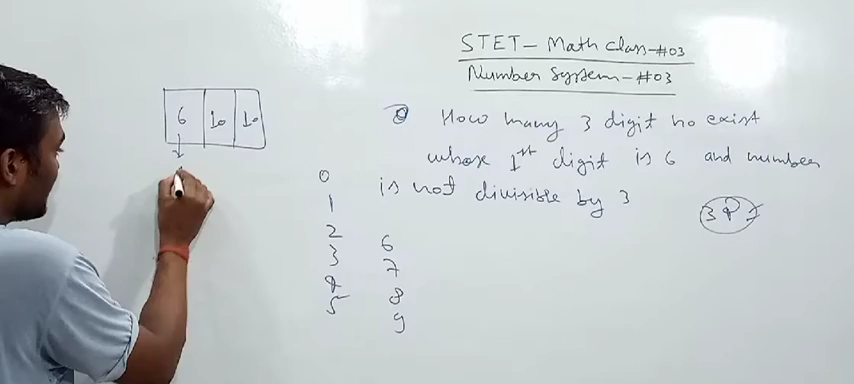 STET - Math Class - #03
Number System - #03
How many 3 digit no exist
whose 1st digit is 6 and number
is not divisible by 3
6 10 10
0
1
2
3
4
5
6
7
8
9